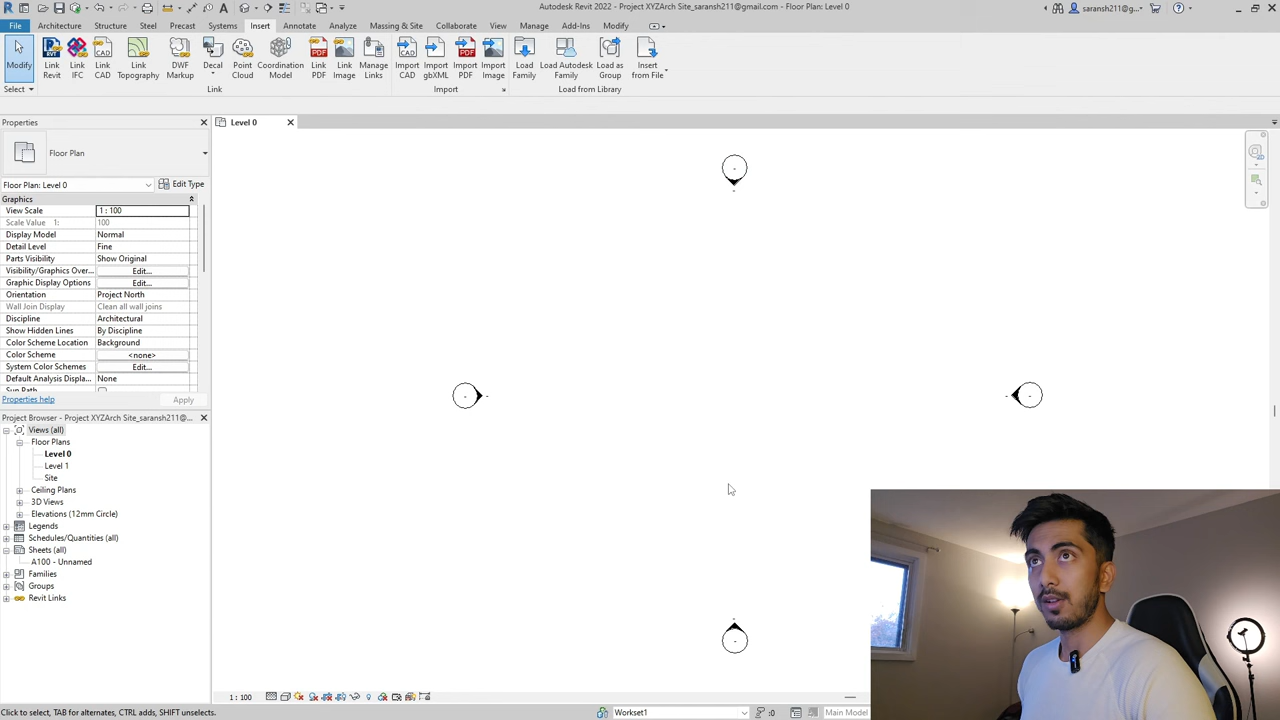 Autodesk Revit 2022 - Project XYZArch Site_saransh211@gmail.com - Floor Plan: Level 0
saransh211@g...
File Architecture Structure Steel Precast Systems Insert Annotate Analyze Massing & Site Collaborate View Manage Add-Ins Modify
Modify
Link Revit
Link IFC
Link CAD
Link Topography
DWF Markup
Decal
Point Cloud
Coordination Model
Link PDF
Link Image
Manage Links
Import CAD
Import gbXML
Import PDF
Import Image
Load Family
Load Autodesk Family
Load as Group
Insert from File
Select Link Import Load from Library
Properties
Level 0
Floor Plan
Floor Plan: Level 0 Edit Type
Graphics
View Scale 1 : 100
Scale Value 1: 100
Display Model Normal
Detail Level Fine
Parts Visibility Show Original
Visibility/Graphics Over... Edit...
Graphic Display Options Edit...
Orientation Project North
Wall Join Display Clean all wall joins
Discipline Architectural
Show Hidden Lines By Discipline
Color Scheme Location Background
Color Scheme <none>
System Color Schemes Edit...
Default Analysis Displa... None
Sun Path
Properties help Apply
Project Browser - Project XYZArch Site_saransh211@...
Views (all)
Floor Plans
Level 0
Level 1
Site
Ceiling Plans
3D Views
Elevations (12mm Circle)
Legends
Schedules/Quantities (all)
Sheets (all)
A100 - Unnamed
Families
Groups
Revit Links
1 : 100
Click to select, TAB for alternates, CTRL adds, SHIFT unselects.
Workset1
:0
Main Model